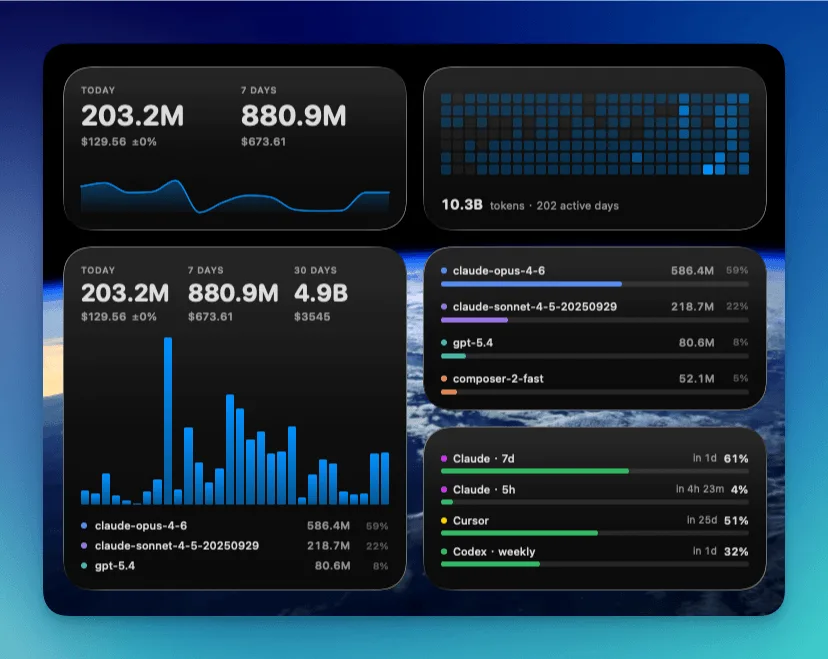 TODAY 7 DAYS
203.2M 880.9M
$129.56 ±0% $673.61
10.3B tokens · 202 active days
TODAY 7 DAYS 30 DAYS
203.2M 880.9M 4.9B
$129.56 ±0% $673.61 $3545
claude-opus-4-6 586.4M 59%
claude-sonnet-4-5-20250929 218.7M 22%
gpt-5.4 80.6M 8%
claude-opus-4-6 586.4M 59%
claude-sonnet-4-5-20250929 218.7M 22%
gpt-5.4 80.6M 8%
composer-2-fast 52.1M 5%
Claude · 7d in 1d 61%
Claude · 5h in 4h 23m 4%
Cursor in 25d 51%
Codex · weekly in 1d 32%